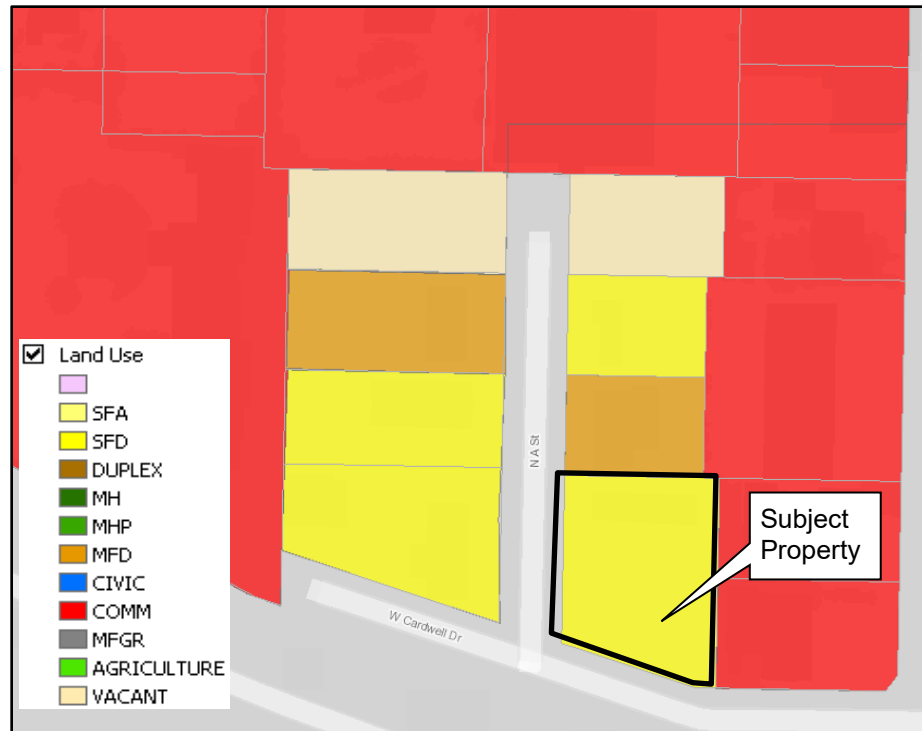 Land Use
SFA
SFD
DUPLEX
MH
MHP
MFD
CIVIC
COMM
MFGR
AGRICULTURE
VACANT
N A St
W Cardwell Dr
Subject
Property